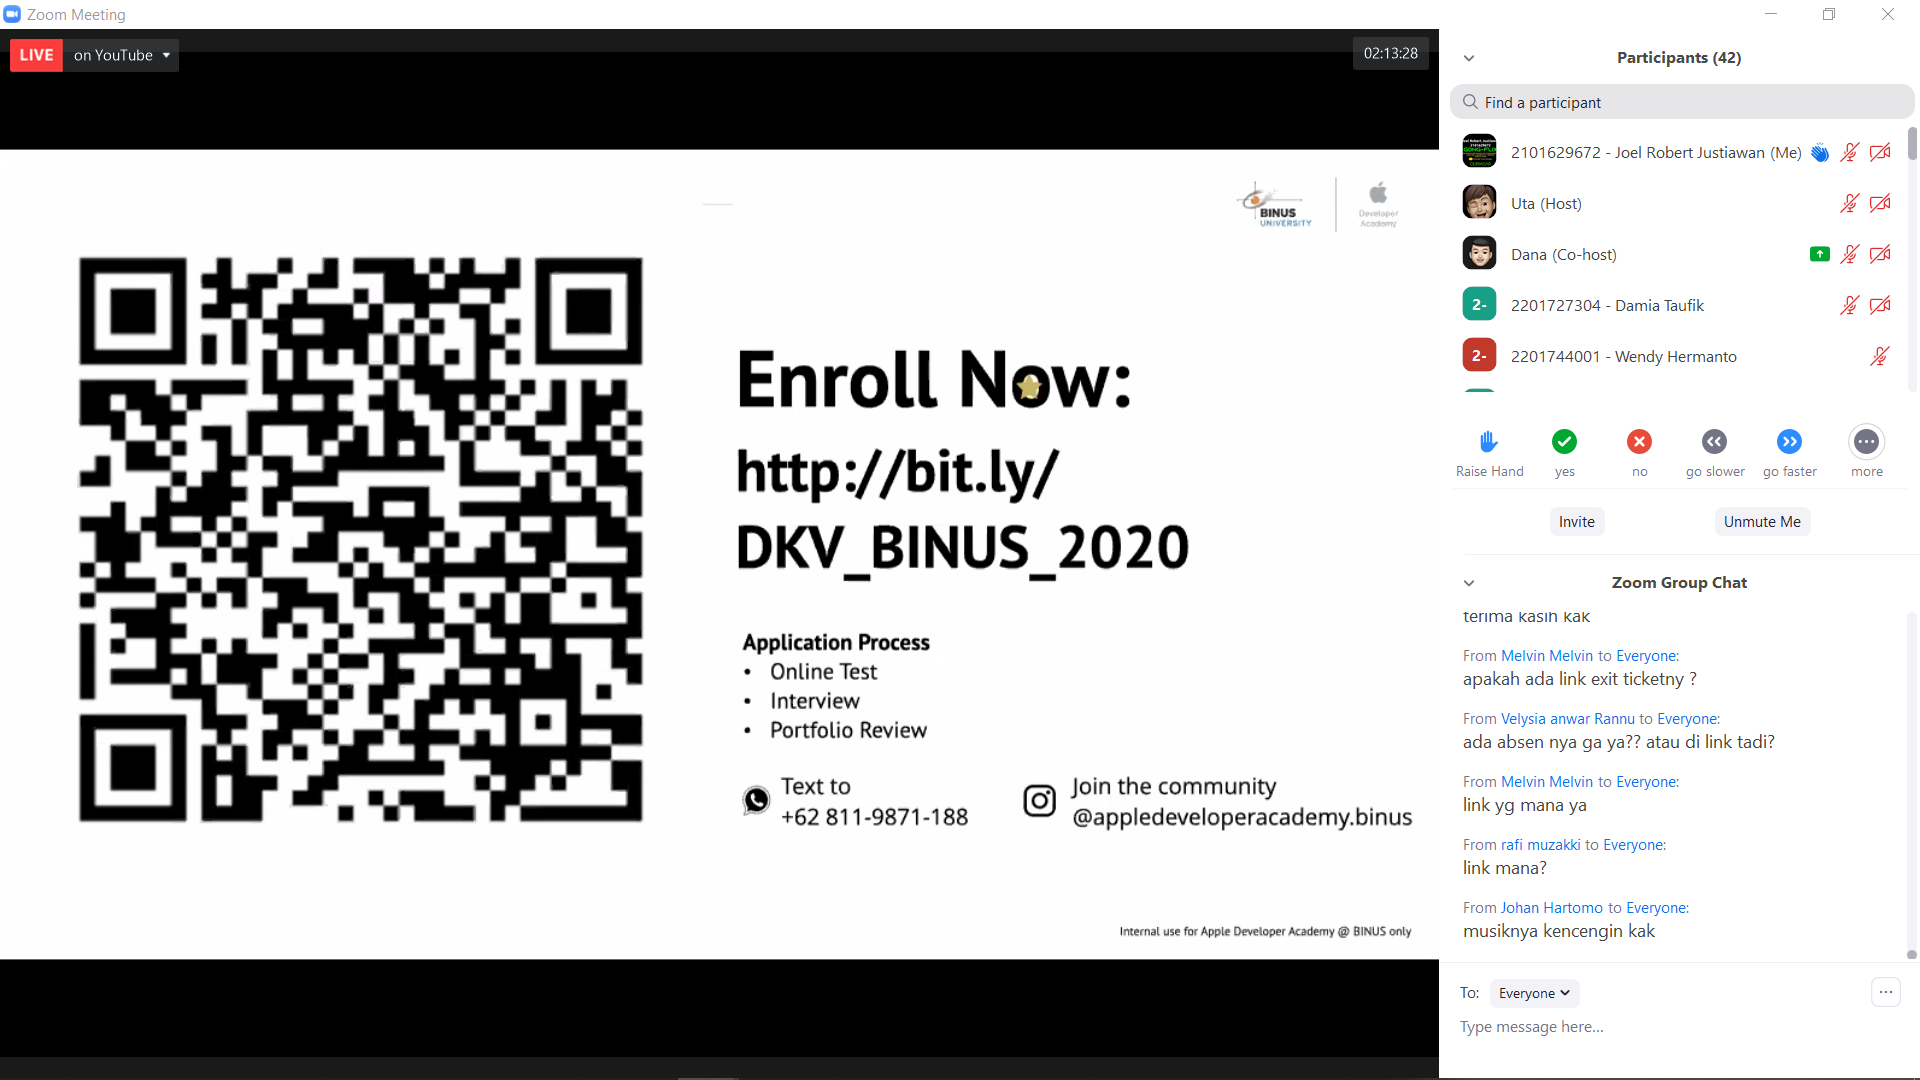 Zoom Meeting
LIVE on YouTube
02:13:28
BINUS
UNIVERSITY
Developer
Academy
Enroll Now:
http://bit.ly/
DKV_BINUS_2020
Application Process
• Online Test
• Interview
• Portfolio Review
Text to
+62 811-9871-188
Join the community
@appledeveloperacademy.binus
Internal use for Apple Developer Academy @ BINUS only
Participants (42)
Find a participant
2101629672 - Joel Robert Justiawan (Me)
Uta (Host)
Dana (Co-host)
2- 2201727304 - Damia Taufik
2- 2201744001 - Wendy Hermanto
Raise Hand yes no go slower go faster more
Invite Unmute Me
Zoom Group Chat
terima kasih kak
From Melvin Melvin to Everyone:
apakah ada link exit ticketny ?
From Velysia anwar Rannu to Everyone:
ada absen nya ga ya?? atau di link tadi?
From Melvin Melvin to Everyone:
link yg mana ya
From rafi muzakki to Everyone:
link mana?
From Johan Hartomo to Everyone:
musiknya kencengin kak
To: Everyone
Type message here...